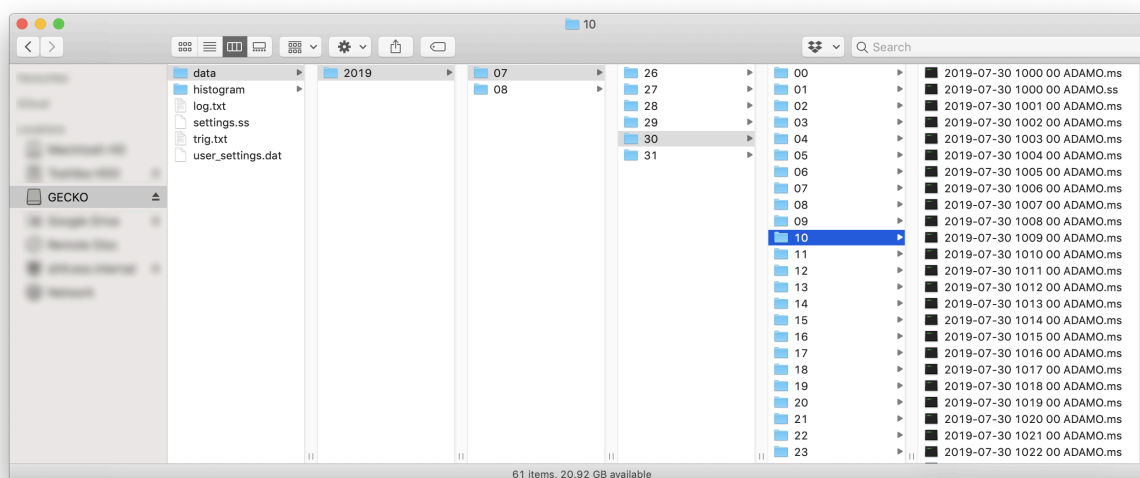 10
Search
GECKO
data
histogram
log.txt
settings.ss
trig.txt
user_settings.dat
2019
07
08
26
27
28
29
30
31
00
01
02
03
04
05
06
07
08
09
10
11
12
13
14
15
16
17
18
19
20
21
22
23
2019-07-30 1000 00 ADAMO.ms
2019-07-30 1000 00 ADAMO.ss
2019-07-30 1001 00 ADAMO.ms
2019-07-30 1002 00 ADAMO.ms
2019-07-30 1003 00 ADAMO.ms
2019-07-30 1004 00 ADAMO.ms
2019-07-30 1005 00 ADAMO.ms
2019-07-30 1006 00 ADAMO.ms
2019-07-30 1007 00 ADAMO.ms
2019-07-30 1008 00 ADAMO.ms
2019-07-30 1009 00 ADAMO.ms
2019-07-30 1010 00 ADAMO.ms
2019-07-30 1011 00 ADAMO.ms
2019-07-30 1012 00 ADAMO.ms
2019-07-30 1013 00 ADAMO.ms
2019-07-30 1014 00 ADAMO.ms
2019-07-30 1015 00 ADAMO.ms
2019-07-30 1016 00 ADAMO.ms
2019-07-30 1017 00 ADAMO.ms
2019-07-30 1018 00 ADAMO.ms
2019-07-30 1019 00 ADAMO.ms
2019-07-30 1020 00 ADAMO.ms
2019-07-30 1021 00 ADAMO.ms
2019-07-30 1022 00 ADAMO.ms
61 items, 20.92 GB available